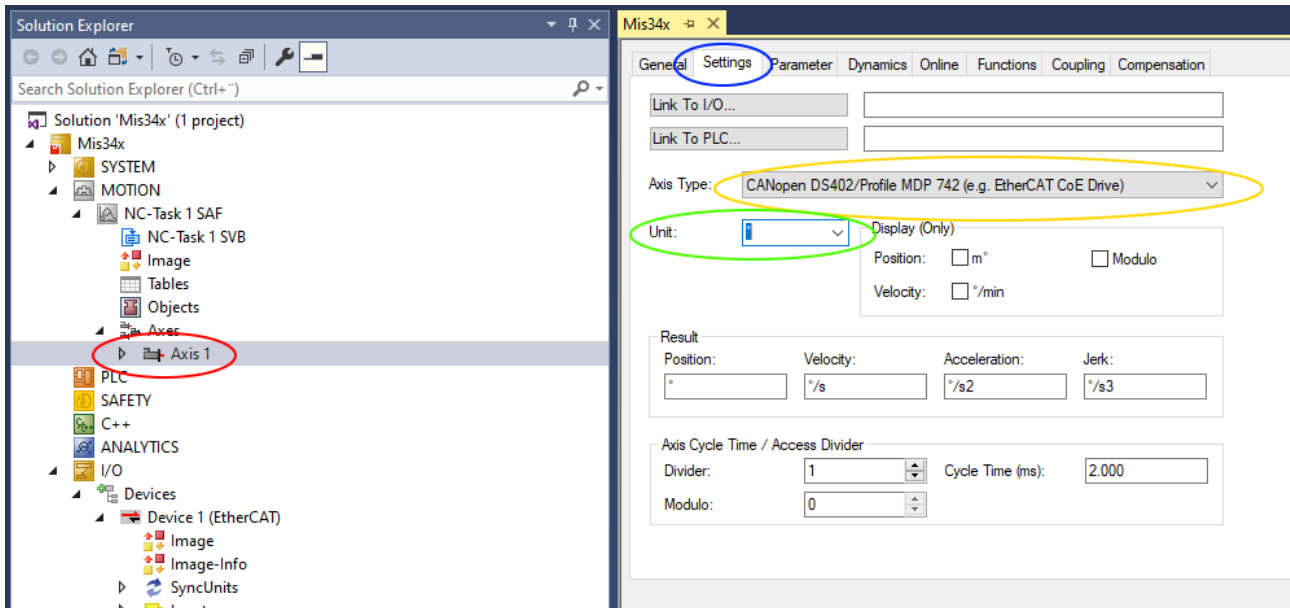 Solution Explorer
Search Solution Explorer (Ctrl+¨)
Solution 'Mis34x' (1 project)
Mis34x
SYSTEM
MOTION
NC-Task 1 SAF
NC-Task 1 SVB
Image
Tables
Objects
Axes
Axis 1
PLC
SAFETY
C++
ANALYTICS
I/O
Devices
Device 1 (EtherCAT)
Image
Image-Info
SyncUnits
Mis34x
General Settings Parameter Dynamics Online Functions Coupling Compensation
Link To I/O...
Link To PLC...
Axis Type: CANopen DS402/Profile MDP 742 (e.g. EtherCAT CoE Drive)
Unit: °
Display (Only)
Position: m° Modulo
Velocity: °/min
Result
Position: Velocity: Acceleration: Jerk:
° °/s °/s2 °/s3
Axis Cycle Time / Access Divider
Divider: 1 Cycle Time (ms): 2.000
Modulo: 0